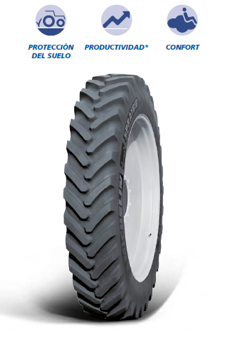 PROTECCIÓN
DEL SUELO
PRODUCTIVIDAD*
CONFORT